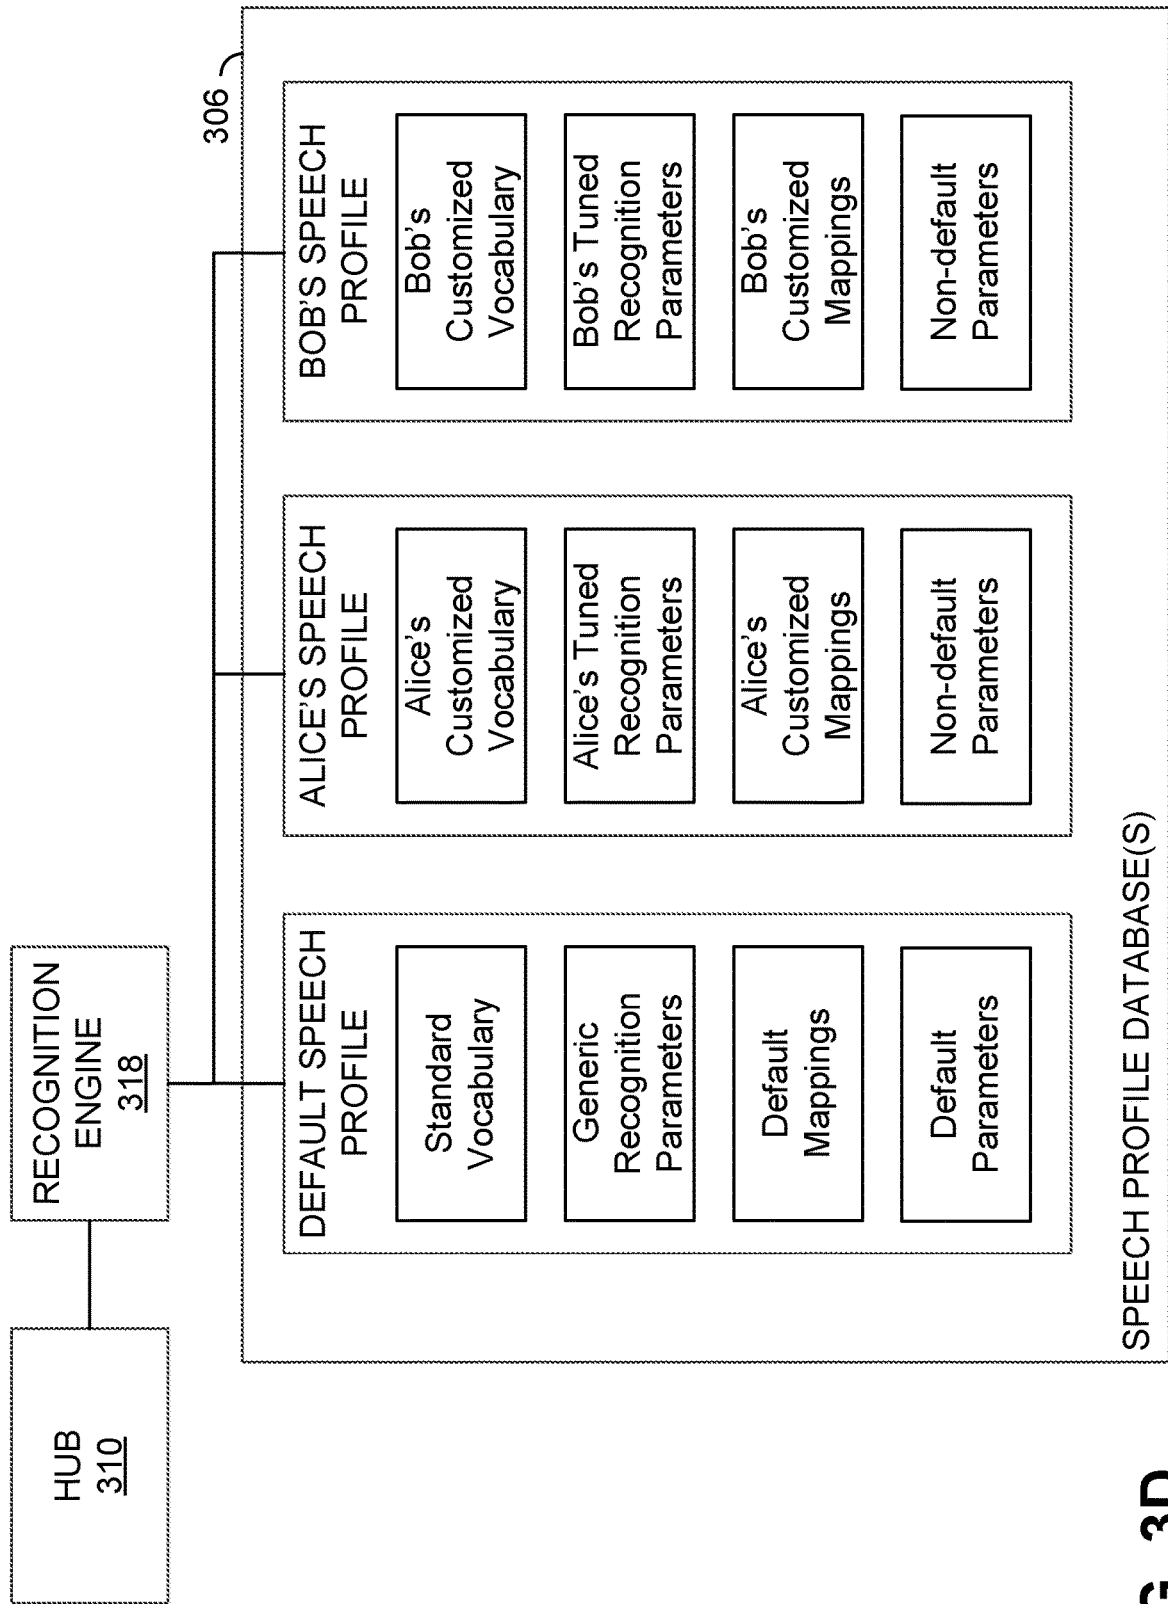 HUB
310
RECOGNITION
ENGINE
318
306
DEFAULT SPEECH
PROFILE
Standard
Vocabulary
Generic
Recognition
Parameters
Default
Mappings
Default
Parameters
ALICE'S SPEECH
PROFILE
Alice's
Customized
Vocabulary
Alice's Tuned
Recognition
Parameters
Alice's
Customized
Mappings
Non-default
Parameters
BOB'S SPEECH
PROFILE
Bob's
Customized
Vocabulary
Bob's Tuned
Recognition
Parameters
Bob's
Customized
Mappings
Non-default
Parameters
SPEECH PROFILE DATABASE(S)
3D